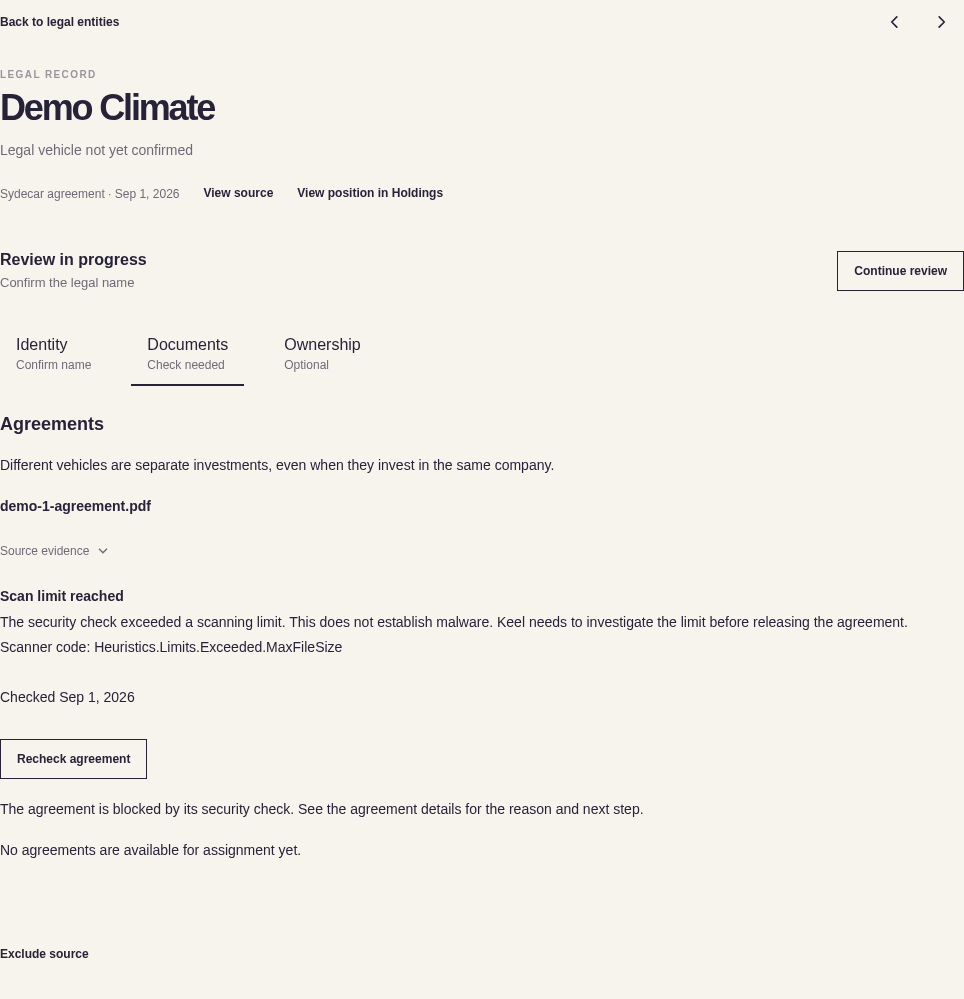 Back to legal entities
LEGAL RECORD
Demo Climate
Legal vehicle not yet confirmed
Sydecar agreement · Sep 1, 2026 View source View position in Holdings
Review in progress
Confirm the legal name
Continue review
Identity Documents Ownership
Confirm name Check needed Optional
Agreements
Different vehicles are separate investments, even when they invest in the same company.
demo-1-agreement.pdf
Source evidence
Scan limit reached
The security check exceeded a scanning limit. This does not establish malware. Keel needs to investigate the limit before releasing the agreement.
Scanner code: Heuristics.Limits.Exceeded.MaxFileSize
Checked Sep 1, 2026
Recheck agreement
The agreement is blocked by its security check. See the agreement details for the reason and next step.
No agreements are available for assignment yet.
Exclude source